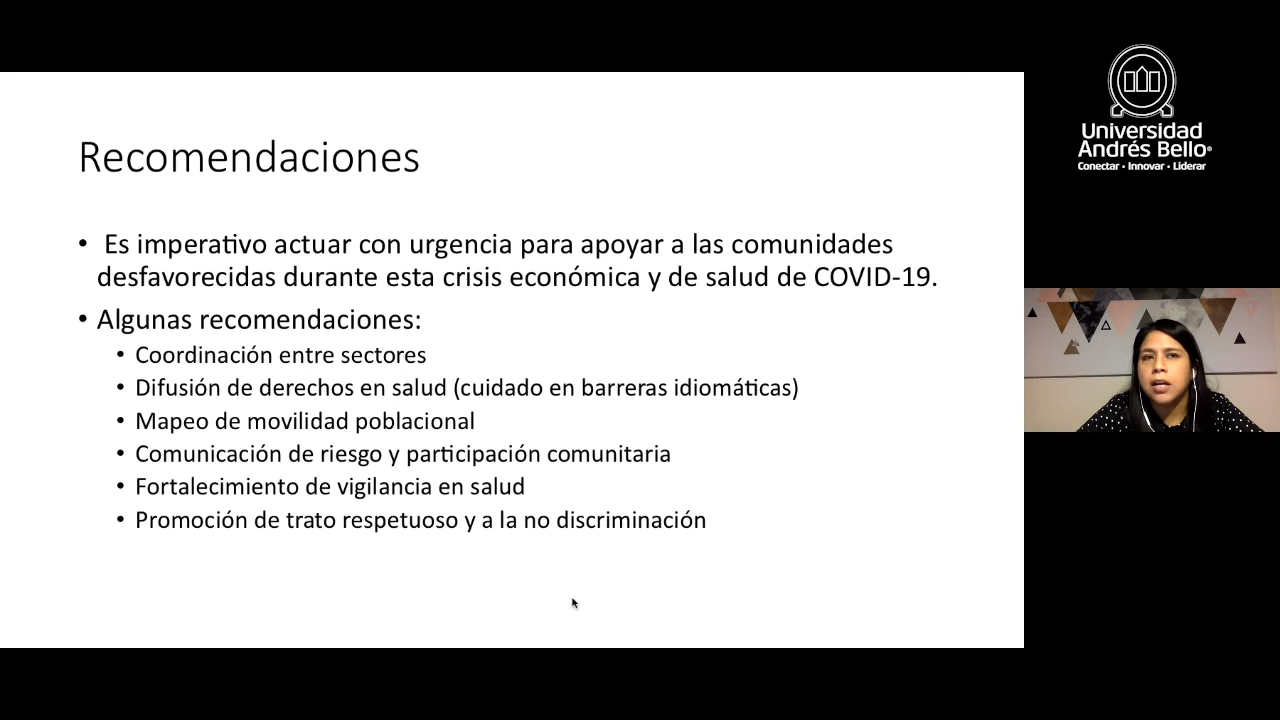 Recomendaciones
• Es imperativo actuar con urgencia para apoyar a las comunidades
desfavorecidas durante esta crisis económica y de salud de COVID-19.
• Algunas recomendaciones:
• Coordinación entre sectores
• Difusión de derechos en salud (cuidado en barreras idiomáticas)
• Mapeo de movilidad poblacional
• Comunicación de riesgo y participación comunitaria
• Fortalecimiento de vigilancia en salud
• Promoción de trato respetuoso y a la no discriminación
Universidad
Andrés Bello®
Conectar • Innovar • Liderar